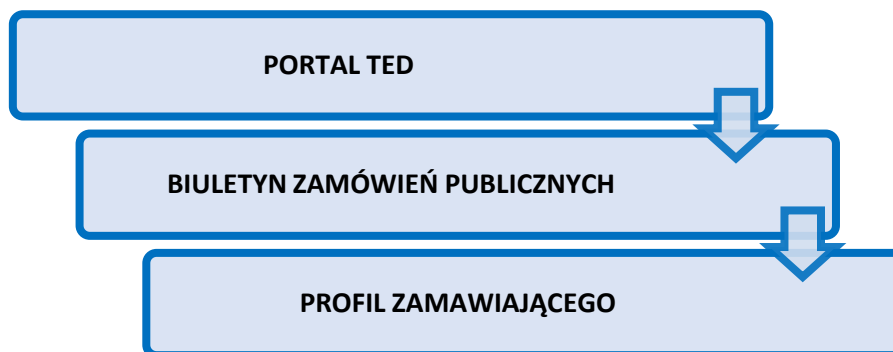 PORTAL TED
BIULETYN ZAMÓWIEŃ PUBLICZNYCH
PROFIL ZAMAWIAJĄCEGO